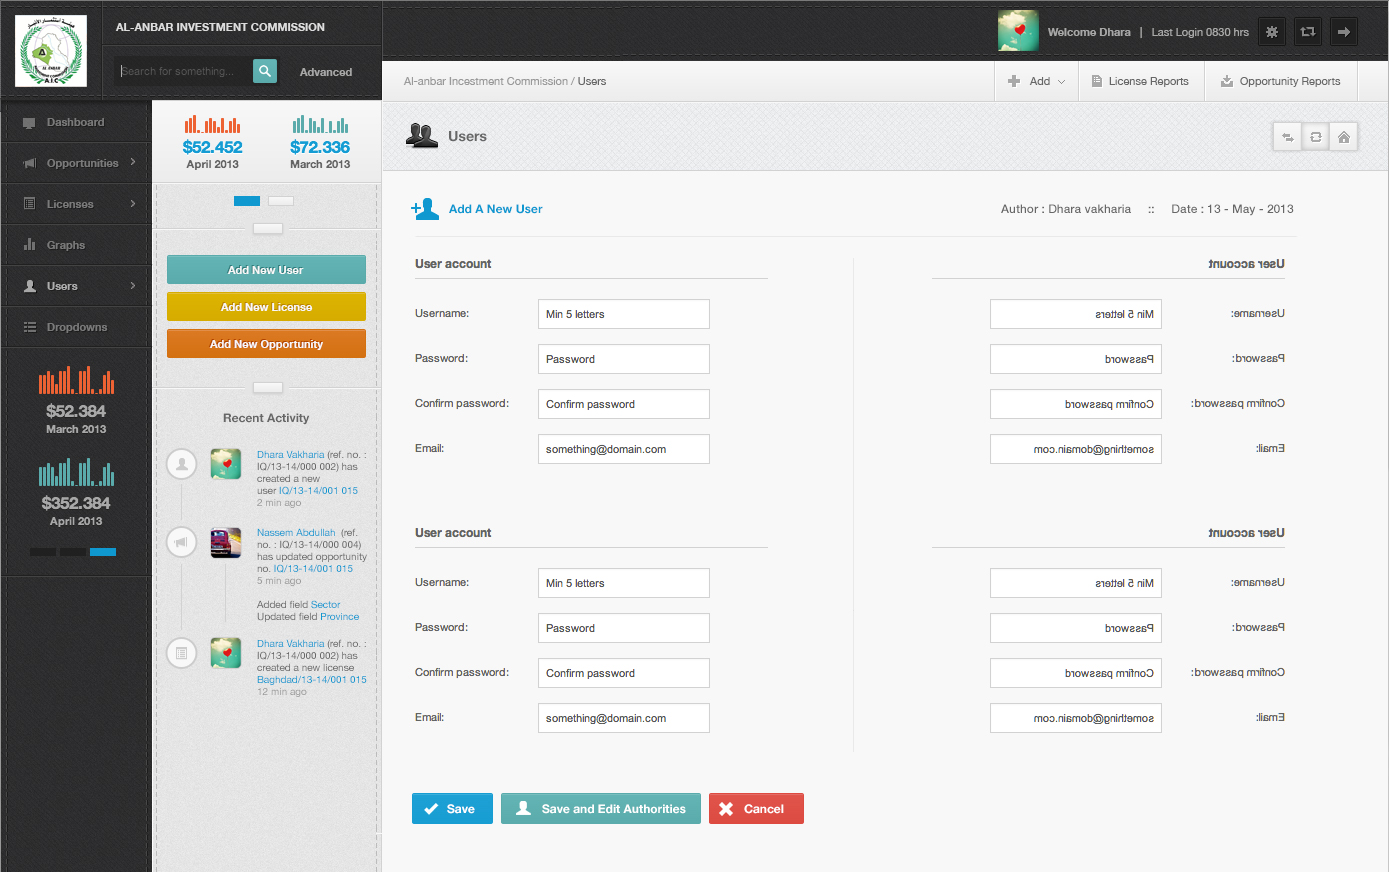 AL-ANBAR INVESTMENT COMMISSION
Search for something...
Advanced
Welcome Dhara | Last Login 0830 hrs
Al-anbar Incestment Commission / Users
Add
License Reports
Opportunity Reports
Dashboard
Opportunities
Licenses
Graphs
Users
Dropdowns
$52.384
March 2013
$352.384
April 2013
$52.452
April 2013
$72.336
March 2013
Add New User
Add New License
Add New Opportunity
Recent Activity
Dhara Vakharia (ref. no. :
IQ/13-14/000 002) has
created a new
user IQ/13-14/001 015
2 min ago
Nassem Abdullah (ref.
no. : IQ/13-14/000 004)
has updated opportunity
no. IQ/13-14/001 015
5 min ago
Added field Sector
Updated field Province
Dhara Vakharia (ref. no. :
IQ/13-14/000 002) has
created a new license
Baghdad/13-14/001 015
12 min ago
Users
Add A New User
Author : Dhara vakharia :: Date : 13 - May - 2013
User account
Username: Min 5 letters
Password: Password
Confirm password: Confirm password
Email: something@domain.com
User account
Username: Min 5 letters
Password: Password
Confirm password: Confirm password
Email: something@domain.com
User account
Username: Min 5 letters
Password: Password
Confirm password: Confirm password
Email: something@domain.com
User account
Username: Min 5 letters
Password: Password
Confirm password: Confirm password
Email: something@domain.com
Save
Save and Edit Authorities
Cancel